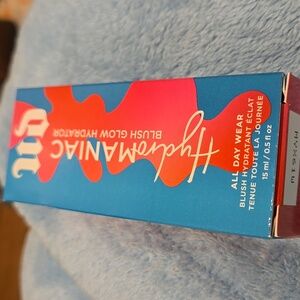 HydroMANIAC
BLUSH GLOW HYDRATOR
ALL DAY WEAR
BLUSH HYDRATANT ÉCLAT
TENUE TOUTE LA JOURNÉE
15 ml / 0.5 fl oz